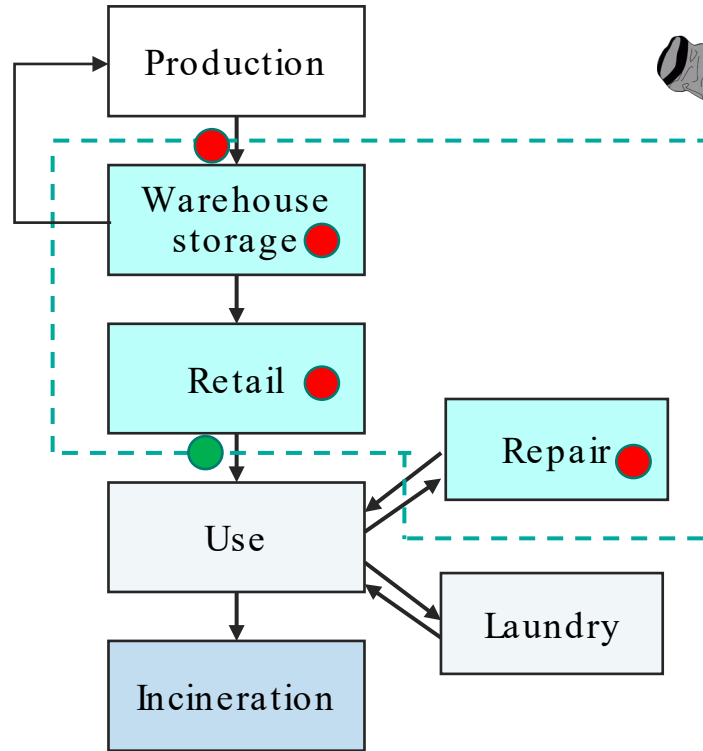 Production
Warehouse
storage
Retail
Repair
Use
Laundry
Incineration